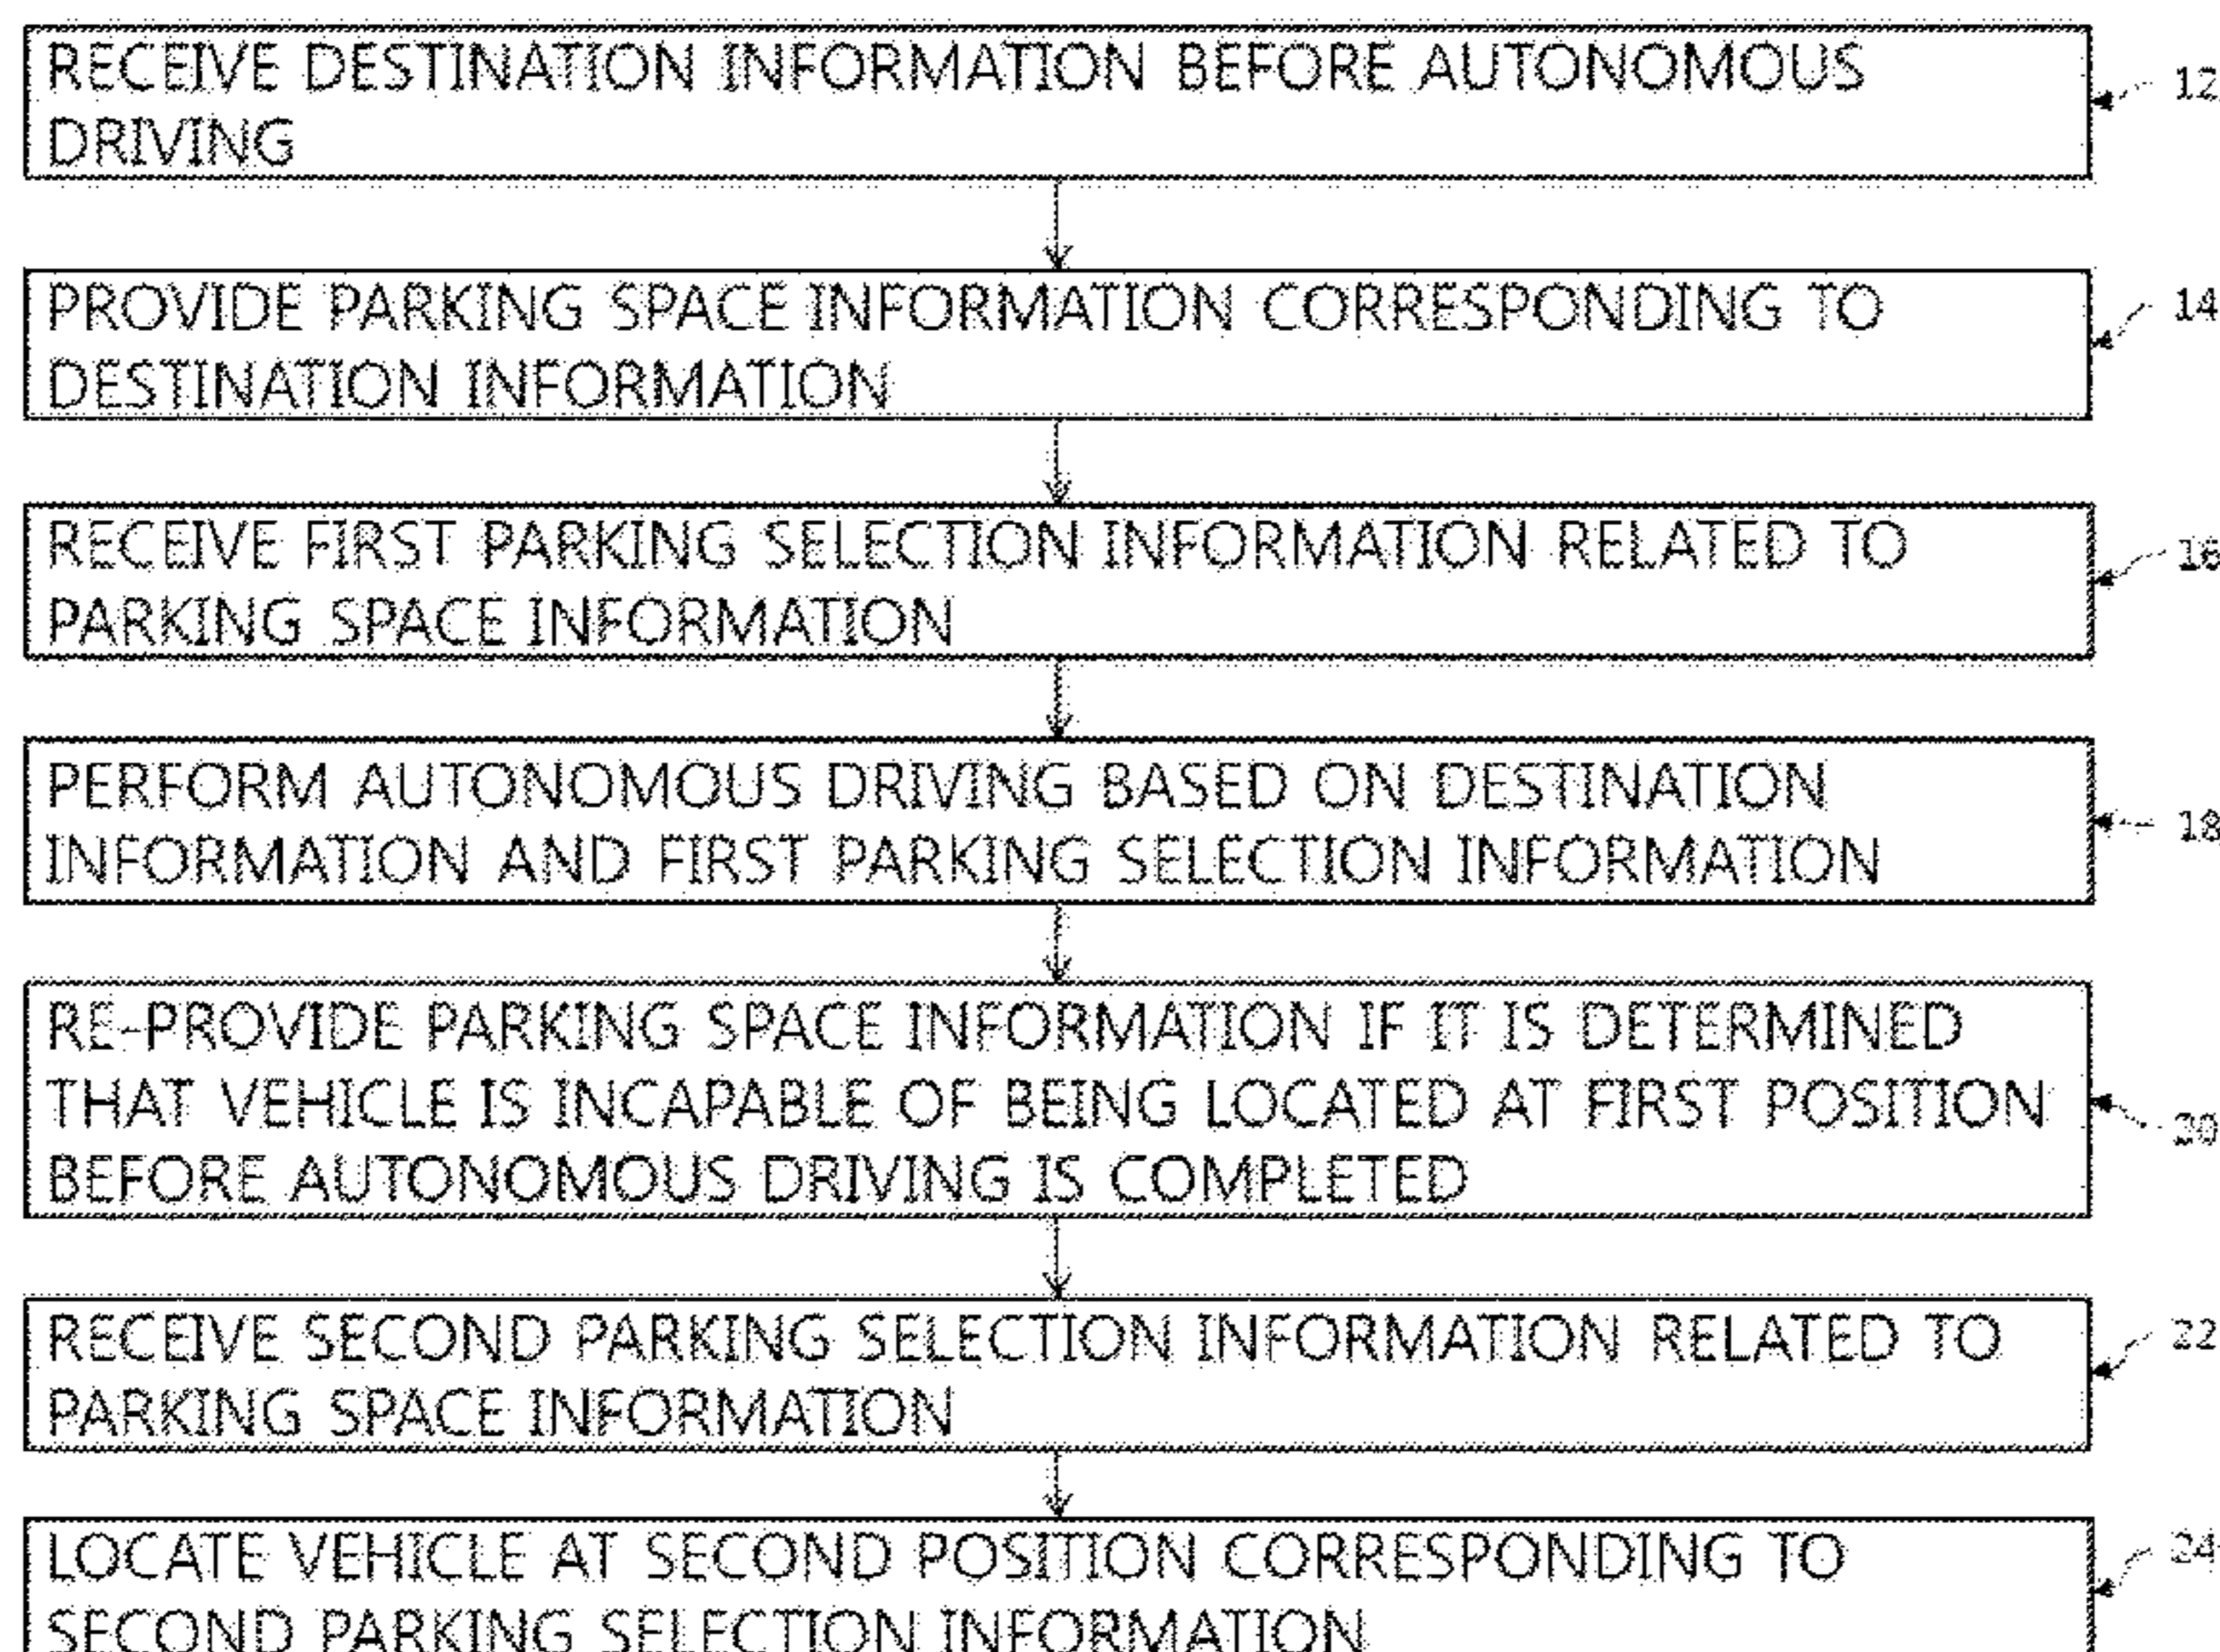 RECEIVE DESTINATION INFORMATION BEFORE AUTONOMOUS
DRIVING
12
PROVIDE PARKING SPACE INFORMATION CORRESPONDING TO
DESTINATION INFORMATION
14
RECEIVE FIRST PARKING SELECTION INFORMATION RELATED TO
PARKING SPACE INFORMATION
16
PERFORM AUTONOMOUS DRIVING BASED ON DESTINATION
INFORMATION AND FIRST PARKING SELECTION INFORMATION
18
RE-PROVIDE PARKING SPACE INFORMATION IF IT IS DETERMINED
THAT VEHICLE IS INCAPABLE OF BEING LOCATED AT FIRST POSITION
BEFORE AUTONOMOUS DRIVING IS COMPLETED
20
RECEIVE SECOND PARKING SELECTION INFORMATION RELATED TO
PARKING SPACE INFORMATION
22
LOCATE VEHICLE AT SECOND POSITION CORRESPONDING TO
SECOND PARKING SELECTION INFORMATION
24